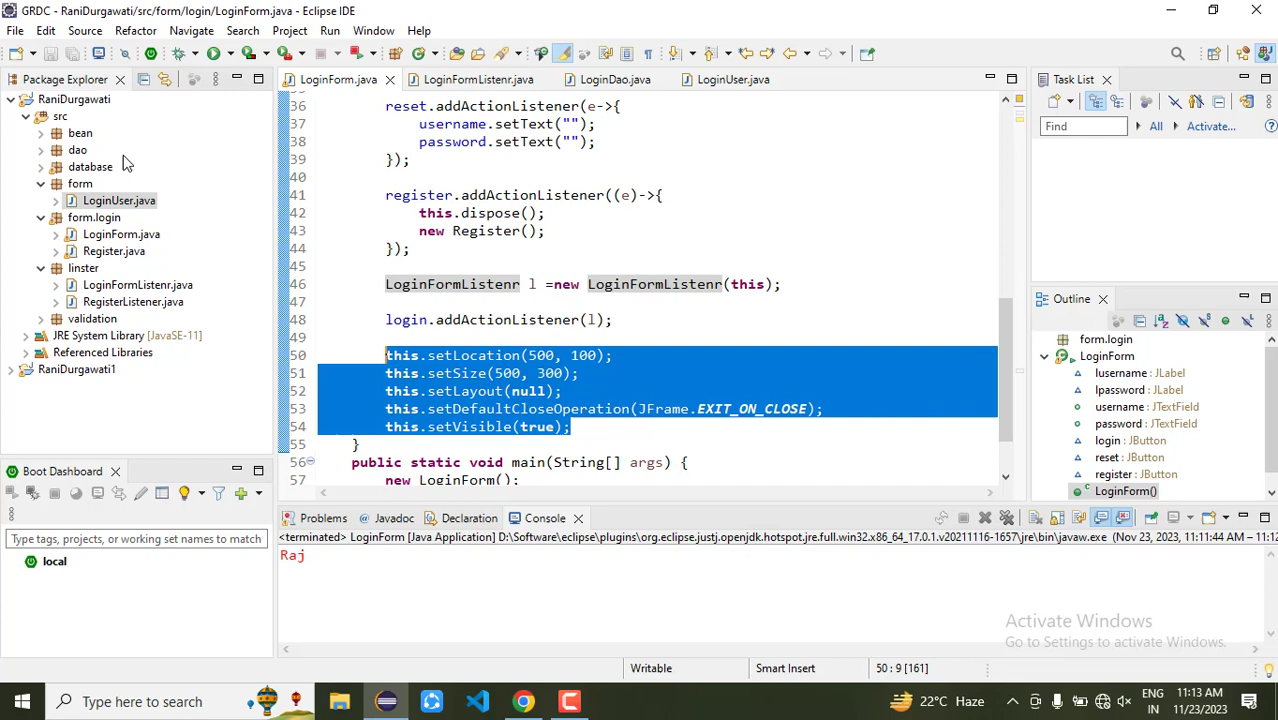 GRDC - RaniDurgawati/src/form/login/LoginForm.java - Eclipse IDE
File Edit Source Refactor Navigate Search Project Run Window Help
Package Explorer
RaniDurgawati
src
bean
dao
database
form
LoginUser.java
form.login
LoginForm.java
Register.java
linster
LoginFormListenr.java
RegisterListener.java
validation
JRE System Library [JavaSE-11]
Referenced Libraries
RaniDurgawati1
Boot Dashboard
Type tags, projects, or working set names to match
local
LoginForm.java LoginFormListenr.java LoginDao.java LoginUser.java
36 reset.addActionListener(e->{
37 username.setText("");
38 password.setText("");
39 });
40
41 register.addActionListener((e)->{
42 this.dispose();
43 new Register();
44 });
45
46 LoginFormListenr l =new LoginFormListenr(this);
47
48 login.addActionListener(l);
49
50 this.setLocation(500, 100);
51 this.setSize(500, 300);
52 this.setLayout(null);
53 this.setDefaultCloseOperation(JFrame.EXIT_ON_CLOSE);
54 this.setVisible(true);
55 }
56 public static void main(String[] args) {
57 new LoginForm();
Problems Javadoc Declaration Console
<terminated> LoginForm [Java Application] D:\Software\eclipse\plugins\org.eclipse.justj.openjdk.hotspot.jre.full.win32.x86_64_17.0.1.v20211116-1657\jre\bin\javaw.exe (Nov 23, 2023, 11:11:44 AM – 11:12
Raj
Task List
Find All Activate...
Outline
form.login
LoginForm
lusername : JLabel
lpassword : JLabel
username : JTextField
password : JTextField
login : JButton
reset : JButton
register : JButton
LoginForm()
Activate Windows
Go to Settings to activate Windows.
Writable Smart Insert 50 : 9 [161]
Type here to search
22°C Haze
ENG
IN
11:13 AM
11/23/2023